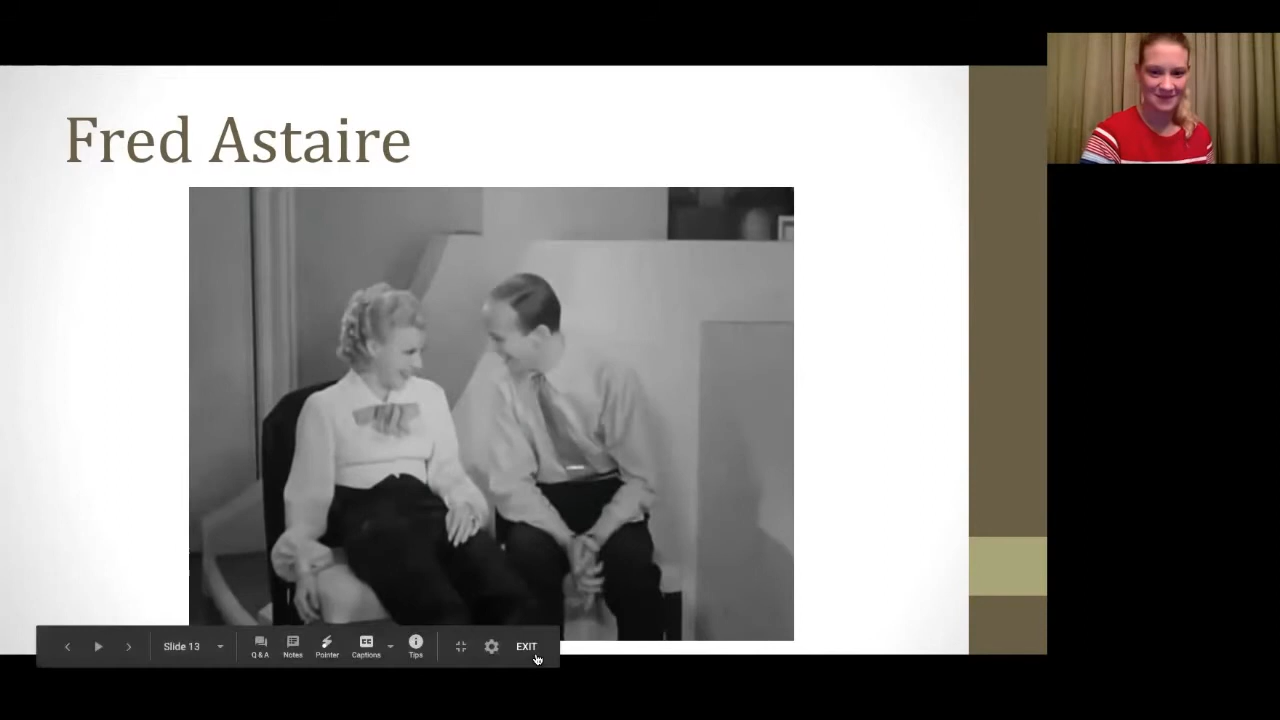 Fred Astaire
Slide 13
Q & A
Notes
Pointer
Captions
Tips
EXIT